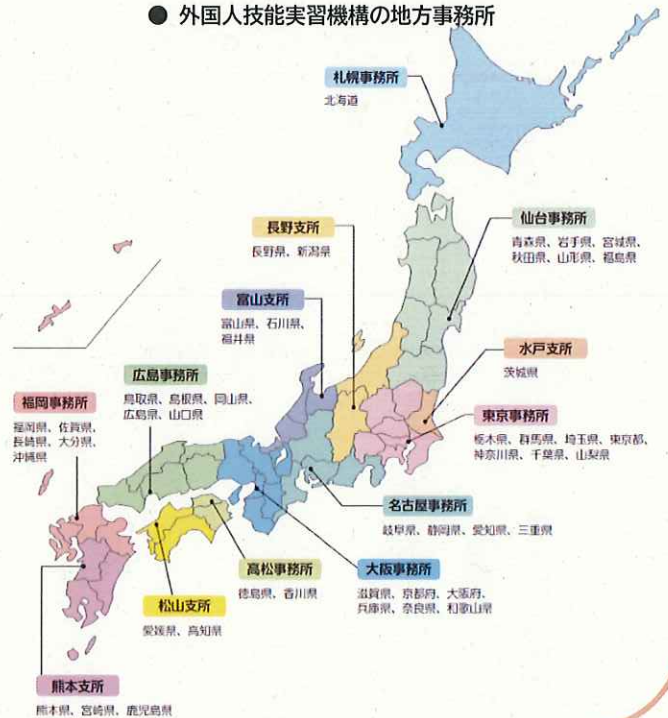 ● 外国人技能実習機構の地方事務所
札幌事務所
北海道
仙台事務所
青森県、岩手県、宮城県、
秋田県、山形県、福島県
長野支所
長野県、新潟県
富山支所
富山県、石川県、
福井県
水戸支所
茨城県
広島事務所
鳥取県、島根県、岡山県、
広島県、山口県
東京事務所
栃木県、群馬県、埼玉県、東京都、
神奈川県、千葉県、山梨県
福岡事務所
福岡県、佐賀県、
長崎県、大分県、
沖縄県
名古屋事務所
岐阜県、静岡県、愛知県、三重県
高松事務所
徳島県、香川県
大阪事務所
滋賀県、京都府、大阪府、
兵庫県、奈良県、和歌山県
松山支所
愛媛県、高知県
熊本支所
熊本県、宮崎県、鹿児島県